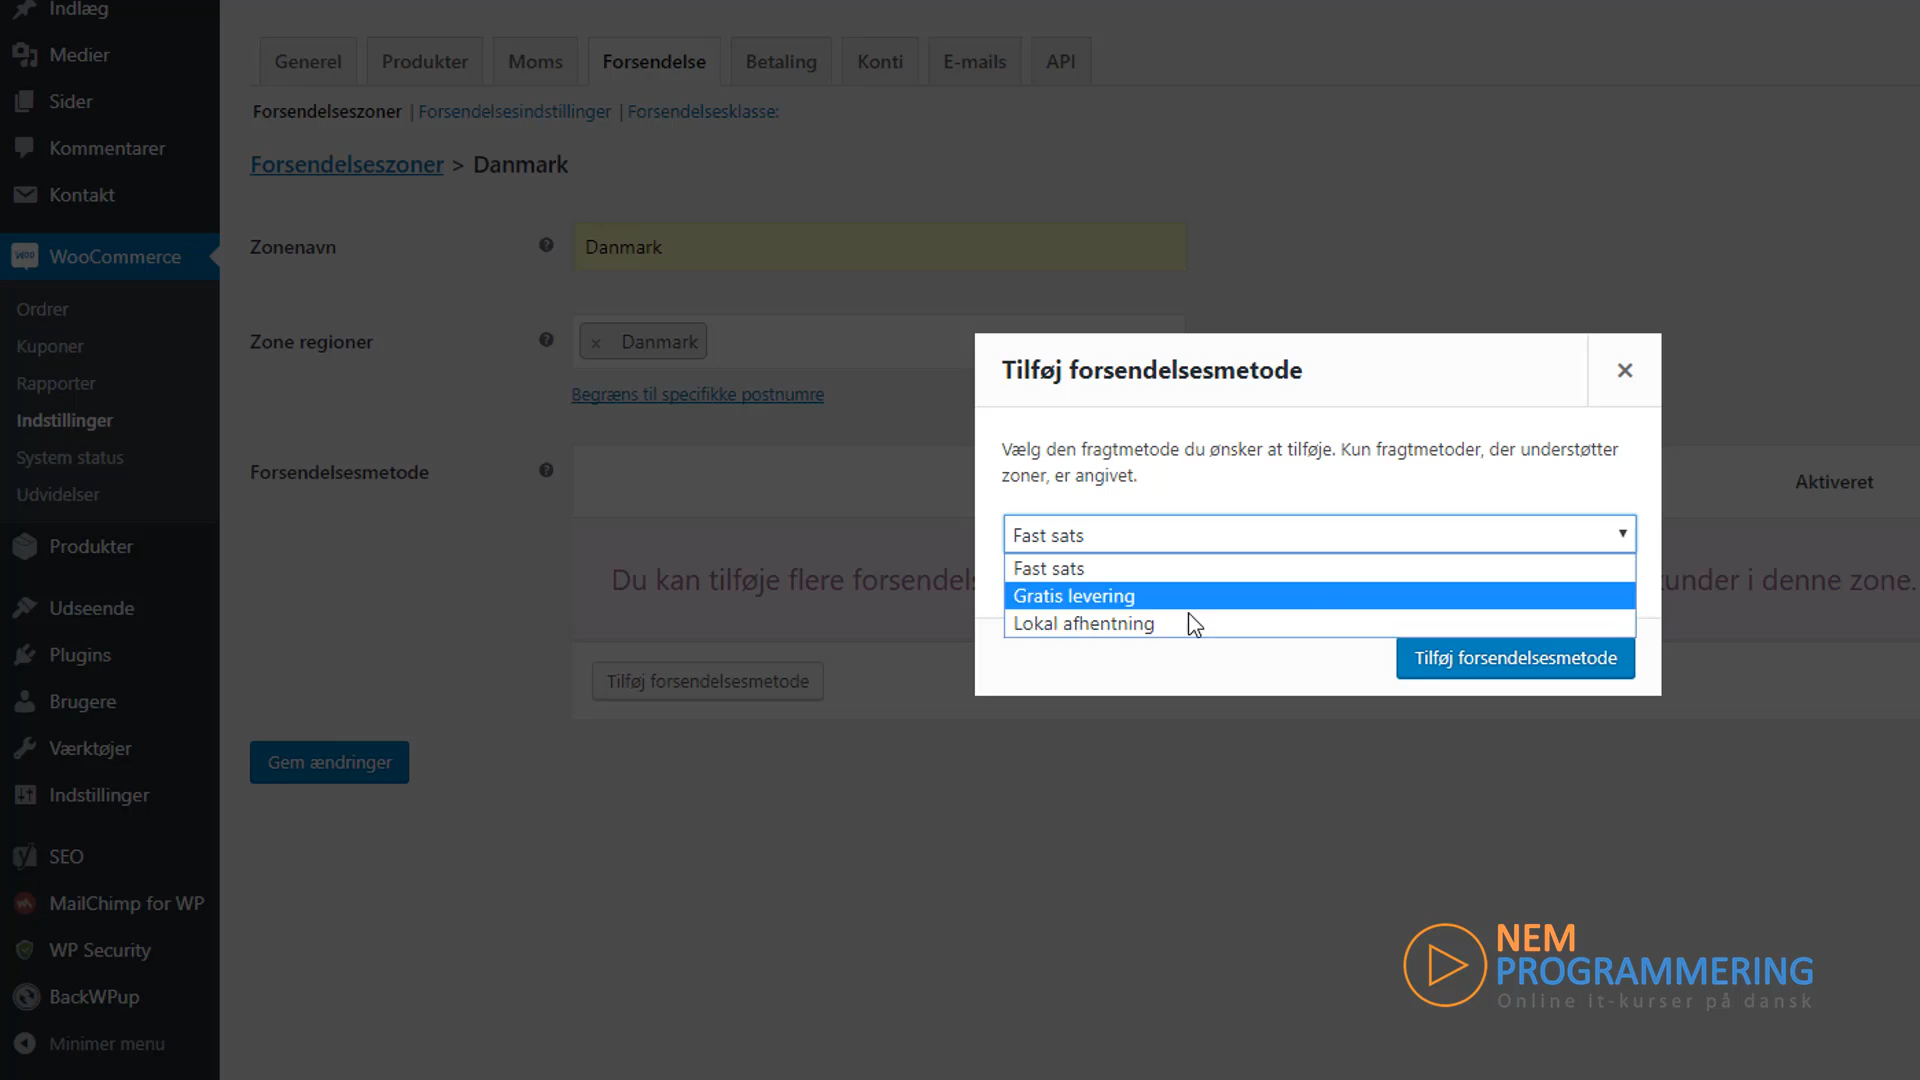 Indlæg
Medier
Sider
Kommentarer
Kontakt
WooCommerce
Ordrer
Kuponer
Rapporter
Indstillinger
System status
Udvidelser
Produkter
Udseende
Plugins
Brugere
Værktøjer
Indstillinger
SEO
MailChimp for WP
WP Security
BackWPup
Minimer menu
Generel Produkter Moms Forsendelse Betaling Konti E-mails API
Forsendelseszoner | Forsendelsesindstillinger | Forsendelsesklasse:
Forsendelseszoner > Danmark
Zonenavn
Danmark
Zone regioner
× Danmark
Begræns til specifikke postnumre
Forsendelsesmetode
Aktiveret
Du kan tilføje flere i denne zone.
Tilføj forsendelsesmetode
Gem ændringer
Tilføj forsendelsesmetode
Vælg den fragtmetode du ønsker at tilføje. Kun fragtmetoder, der understøtter
zoner, er angivet.
Fast sats
Fast sats
Gratis levering
Lokal afhentning
Tilføj forsendelsesmetode
NEM
PROGRAMMERING
Online it-kurser på dansk